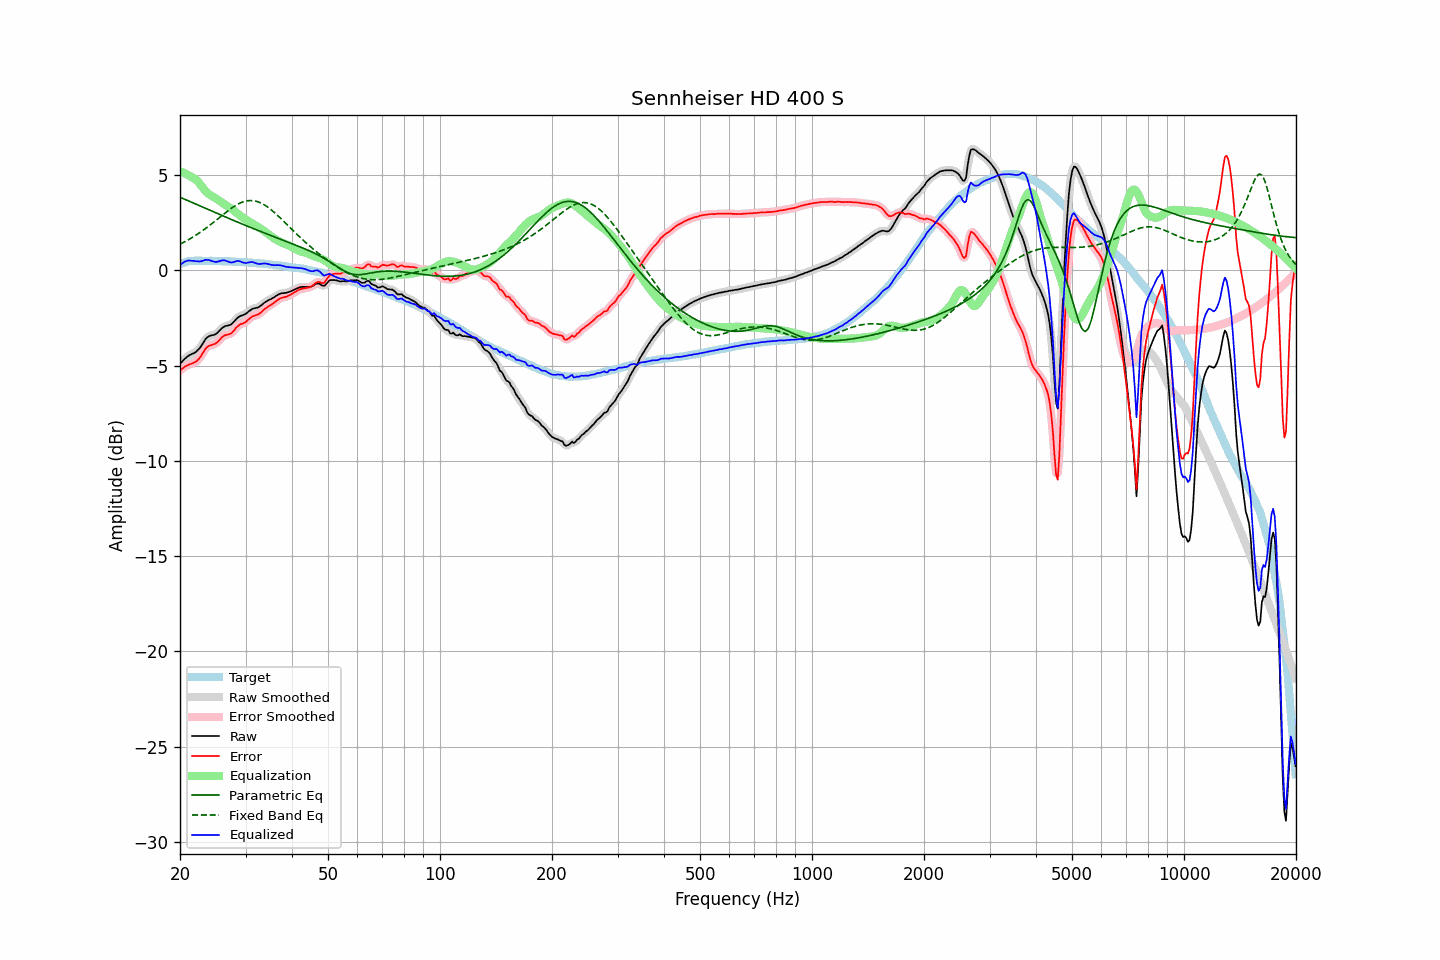 Sennheiser HD 400 S
Amplitude (dBr)
5
0
−5
−10
−15
−20
−25
−30
Target
Raw Smoothed
Error Smoothed
Raw
Error
Equalization
Parametric Eq
Fixed Band Eq
Equalized
20 50 100 200 500 1000 2000 5000 10000 20000
Frequency (Hz)